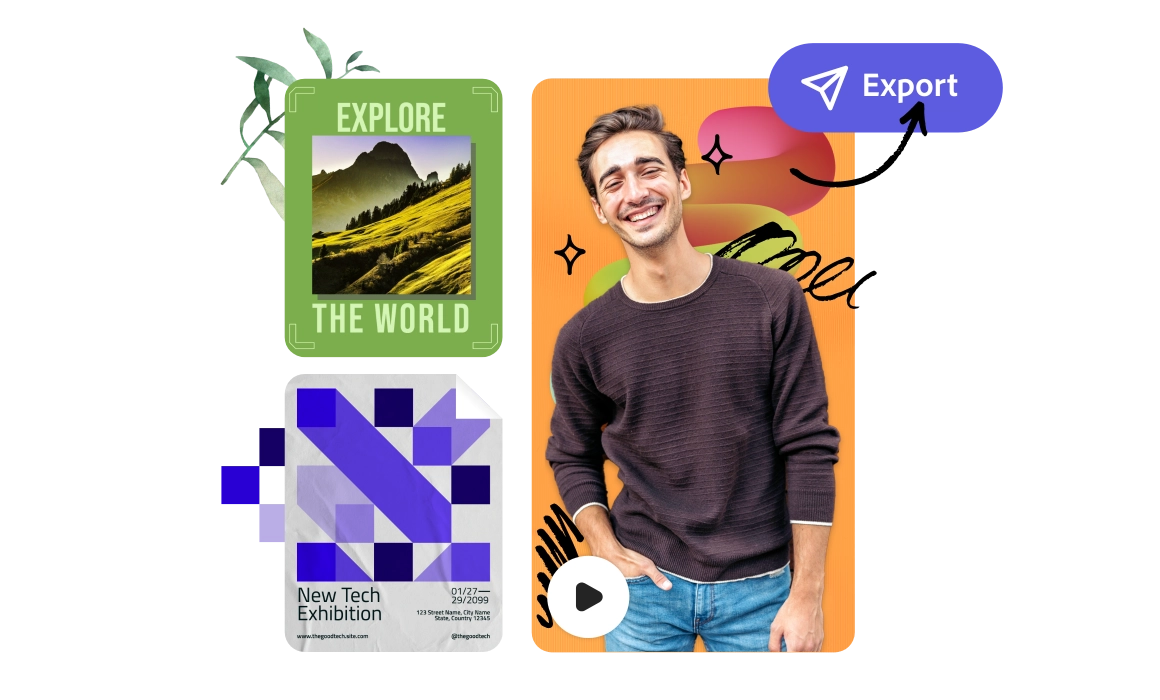 EXPLORE
THE WORLD
New Tech
Exhibition
01/27—
29/2099
123 Street Name, City Name
State, Country 12345
www.thegoodtech.site.com
@thegoodtech
Export